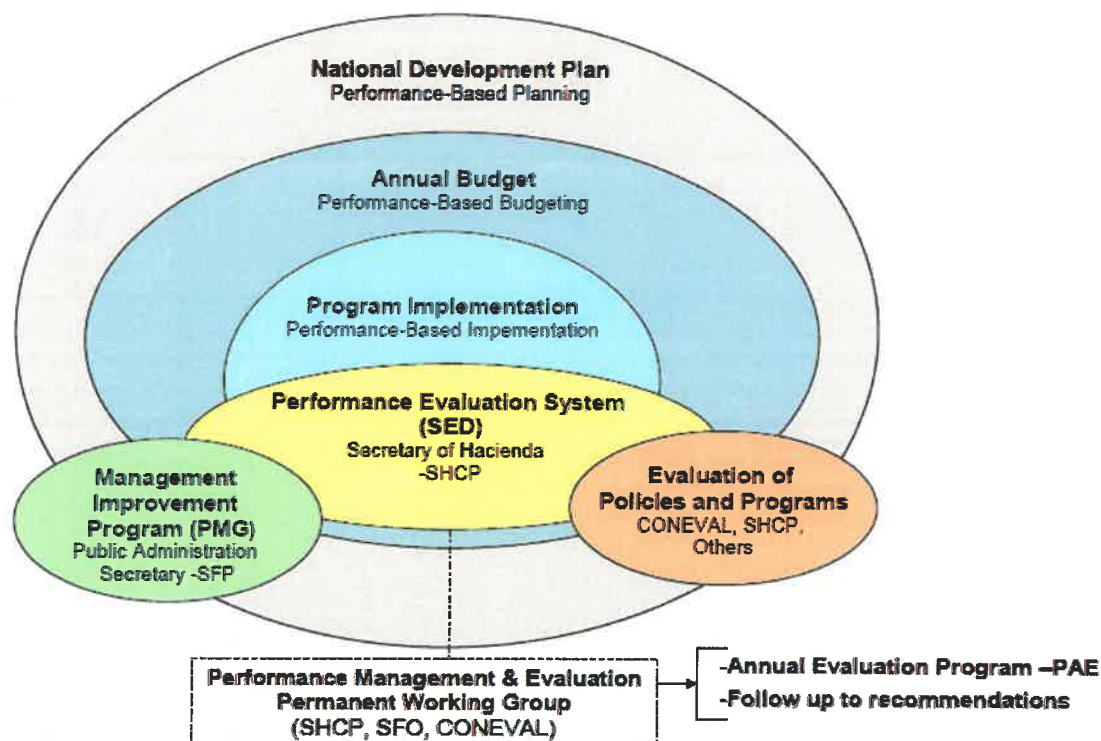 National Development Plan
Performance-Based Planning
Annual Budget
Performance-Based Budgeting
Program Implementation
Performance-Based Impementation
Performance Evaluation System
(SED)
Secretary of Hacienda
-SHCP
Management
Improvement
Program (PMG)
Public Administration
Secretary -SFP
Evaluation of
Policies and Programs
CONEVAL, SHCP,
Others
Performance Management & Evaluation
Permanent Working Group
(SHCP, SFO, CONEVAL)
-Annual Evaluation Program –PAE
-Follow up to recommendations